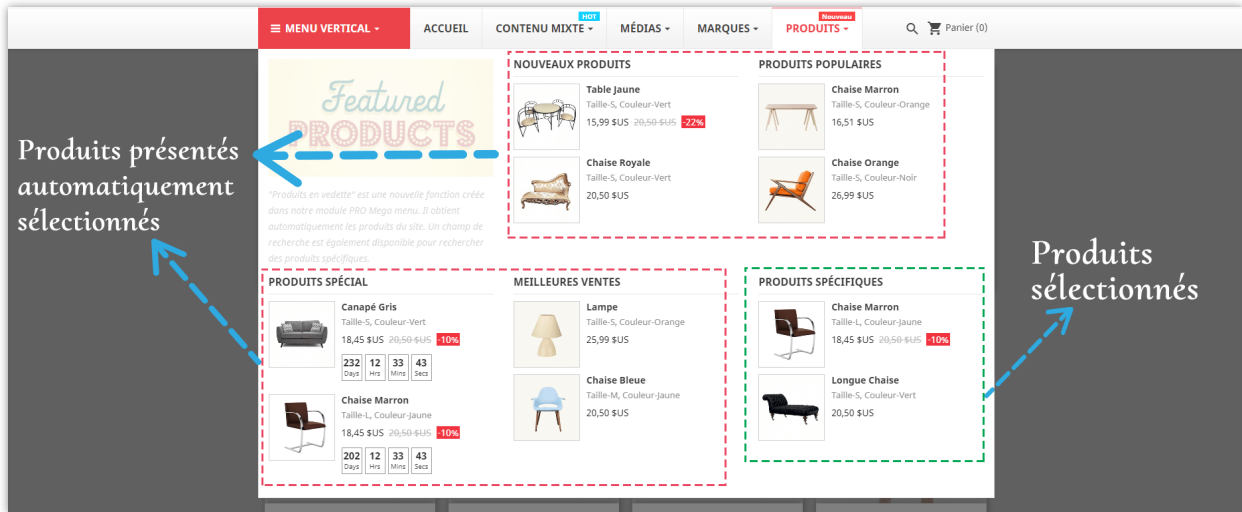 MENU VERTICAL
ACCUEIL
CONTENU MIXTE
HOT
MÉDIAS
MARQUES
PRODUITS
Nouveau
Panier (0)
Featured
PRODUCTS
"Produits en vedette" est une nouvelle fonction créée
dans notre module PRO Mega menu. Il obtient
automatiquement les produits du site. Un champ de
recherche est également disponible pour rechercher
des produits spécifiques.
NOUVEAUX PRODUITS
Table Jaune
Taille-S, Couleur-Vert
15,99 $US 20,50 $US -22%
Chaise Royale
Taille-S, Couleur-Vert
20,50 $US
PRODUITS POPULAIRES
Chaise Marron
Taille-S, Couleur-Orange
16,51 $US
Chaise Orange
Taille-S, Couleur-Noir
26,99 $US
Produits présentés
automatiquement
sélectionnés
PRODUITS SPÉCIAL
Canapé Gris
Taille-S, Couleur-Vert
18,45 $US 20,50 $US -10%
232 12 33 43
Days Hrs Mins Secs
Chaise Marron
Taille-L, Couleur-Jaune
18,45 $US 20,50 $US -10%
202 12 33 43
Days Hrs Mins Secs
MEILLEURES VENTES
Lampe
Taille-S, Couleur-Orange
25,99 $US
Chaise Bleue
Taille-M, Couleur-Jaune
20,50 $US
PRODUITS SPÉCIFIQUES
Chaise Marron
Taille-L, Couleur-Jaune
18,45 $US 20,50 $US -10%
Longue Chaise
Taille-S, Couleur-Vert
20,50 $US
Produits
sélectionnés